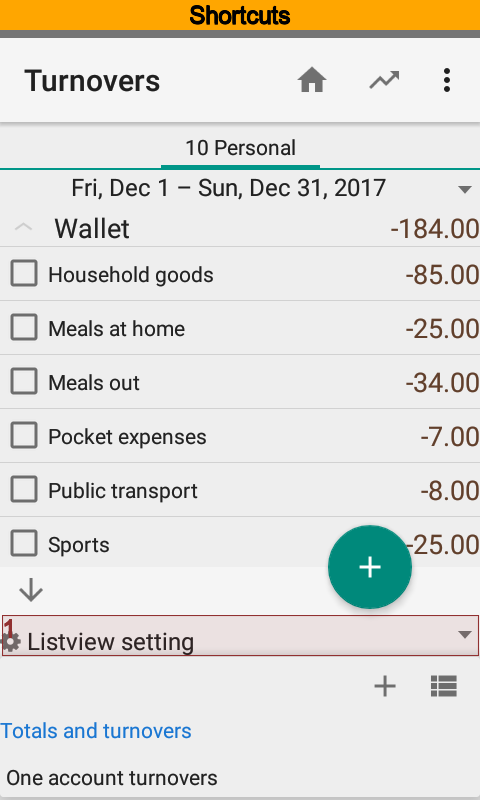 Shortcuts
Turnovers
10 Personal
Fri, Dec 1 – Sun, Dec 31, 2017
Wallet -184.00
Household goods -85.00
Meals at home -25.00
Meals out -34.00
Pocket expenses -7.00
Public transport -8.00
Sports -25.00
1
Listview setting
Totals and turnovers
One account turnovers